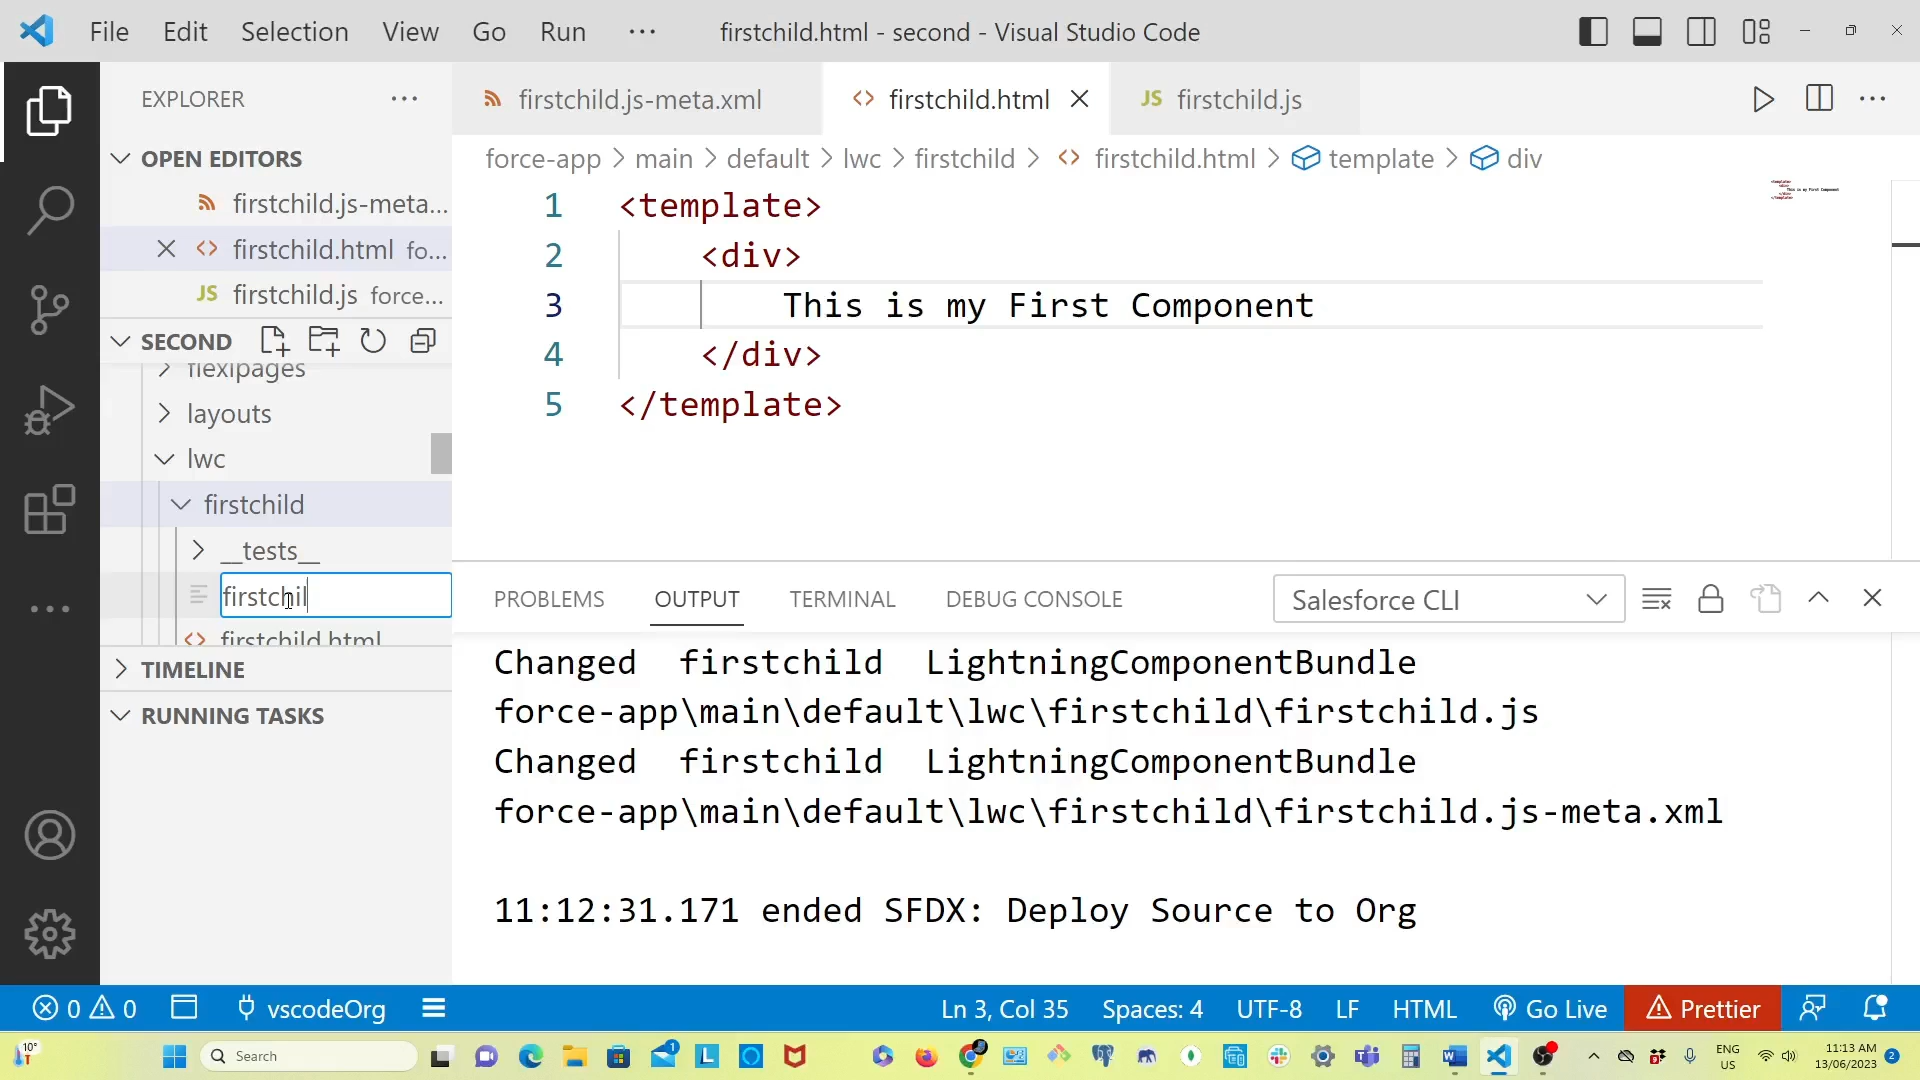 File Edit Selection View Go Run ··· firstchild.html - second - Visual Studio Code
EXPLORER ···
firstchild.js-meta.xml
firstchild.html
JS firstchild.js
force-app > main > default > lwc > firstchild > firstchild.html > template > div
OPEN EDITORS
firstchild.js-meta...
firstchild.html fo...
JS firstchild.js force...
SECOND
flexipages
layouts
lwc
firstchild
__tests__
firstchil
firstchild.html
TIMELINE
RUNNING TASKS
1 <template>
2 <div>
3 This is my First Component
4 </div>
5 </template>
PROBLEMS OUTPUT TERMINAL DEBUG CONSOLE Salesforce CLI
Changed firstchild LightningComponentBundle
force-app\main\default\lwc\firstchild\firstchild.js
Changed firstchild LightningComponentBundle
force-app\main\default\lwc\firstchild\firstchild.js-meta.xml
11:12:31.171 ended SFDX: Deploy Source to Org
0 0 vscodeOrg Ln 3, Col 35 Spaces: 4 UTF-8 LF HTML Go Live Prettier
10° Search 1 L ENG US 11:13 AM 13/06/2023 2